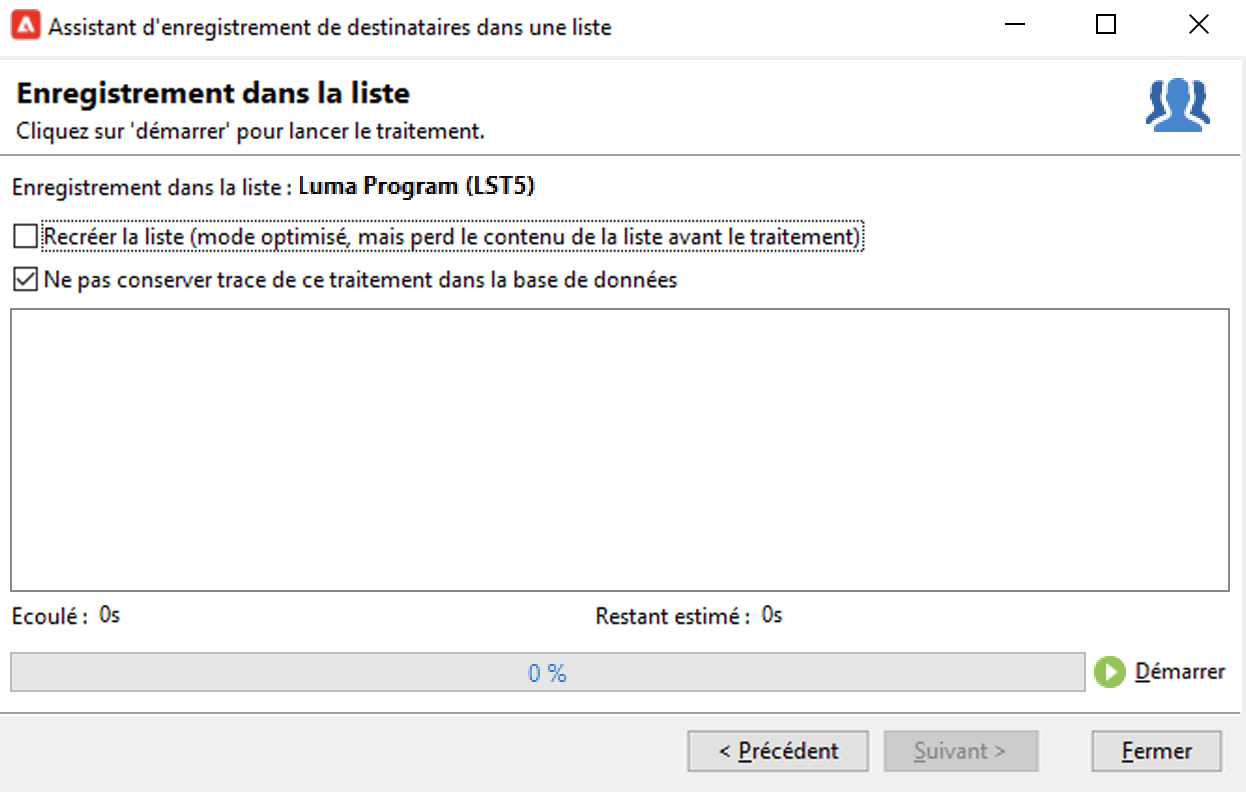 Assistant d'enregistrement de destinataires dans une liste
Enregistrement dans la liste
Cliquez sur 'démarrer' pour lancer le traitement.
Enregistrement dans la liste : Luma Program (LST5)
Recréer la liste (mode optimisé, mais perd le contenu de la liste avant le traitement)
Ne pas conserver trace de ce traitement dans la base de données
Ecoulé : 0s Restant estimé : 0s
0 % Démarrer
< Précédent Suivant > Fermer